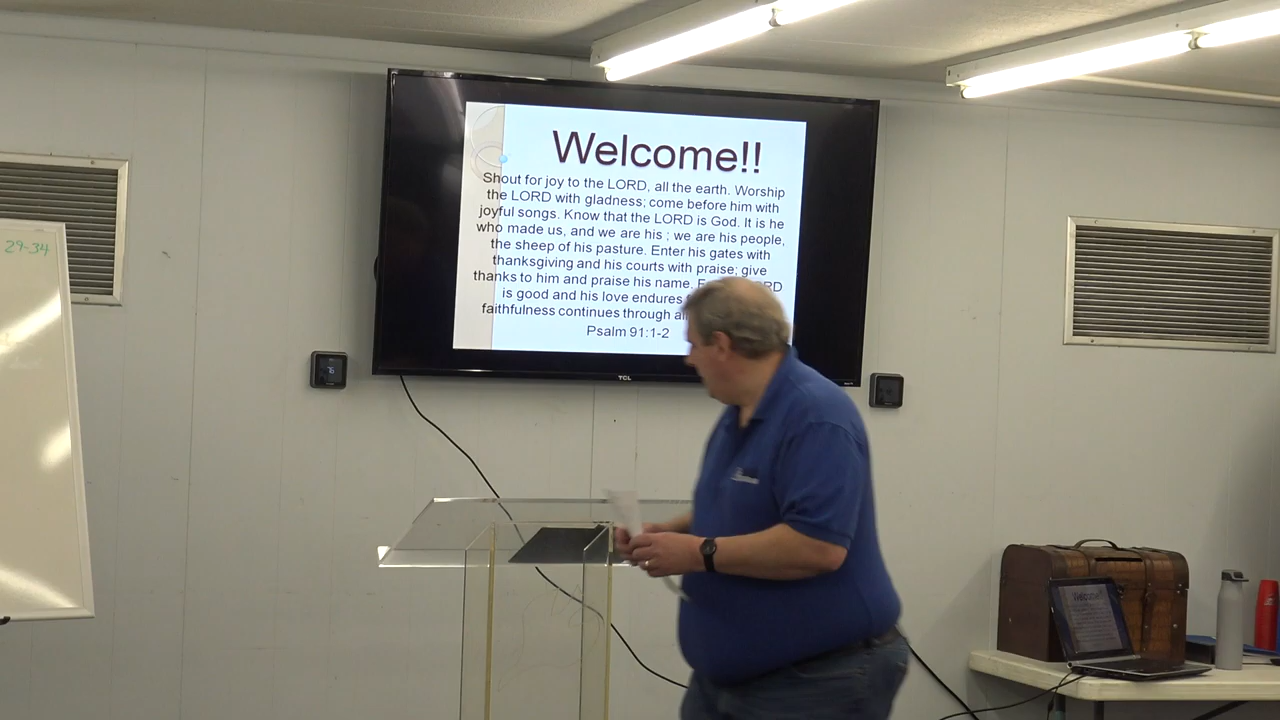 29-34
Welcome!!
Shout for joy to the LORD, all the earth. Worship
the LORD with gladness; come before him with
joyful songs. Know that the LORD is God. It is he
who made us, and we are his ; we are his people,
the sheep of his pasture. Enter his gates with
thanksgiving and his courts with praise; give
thanks to him and praise his name.
is good and his love endures
faithfulness continues through
Psalm 91:1-2
TCL
76
Welcome!!